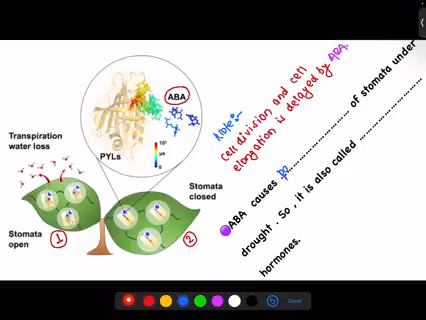 ABA
Transpiration
water loss
PYLs
Stomata
closed
Stomata
open
1
2
Note:-
cell division and cell
elongation is delayed by ABA.
ABA causes ........................ of stomata under
drought . So , it is also called ........................
hormones.
Done